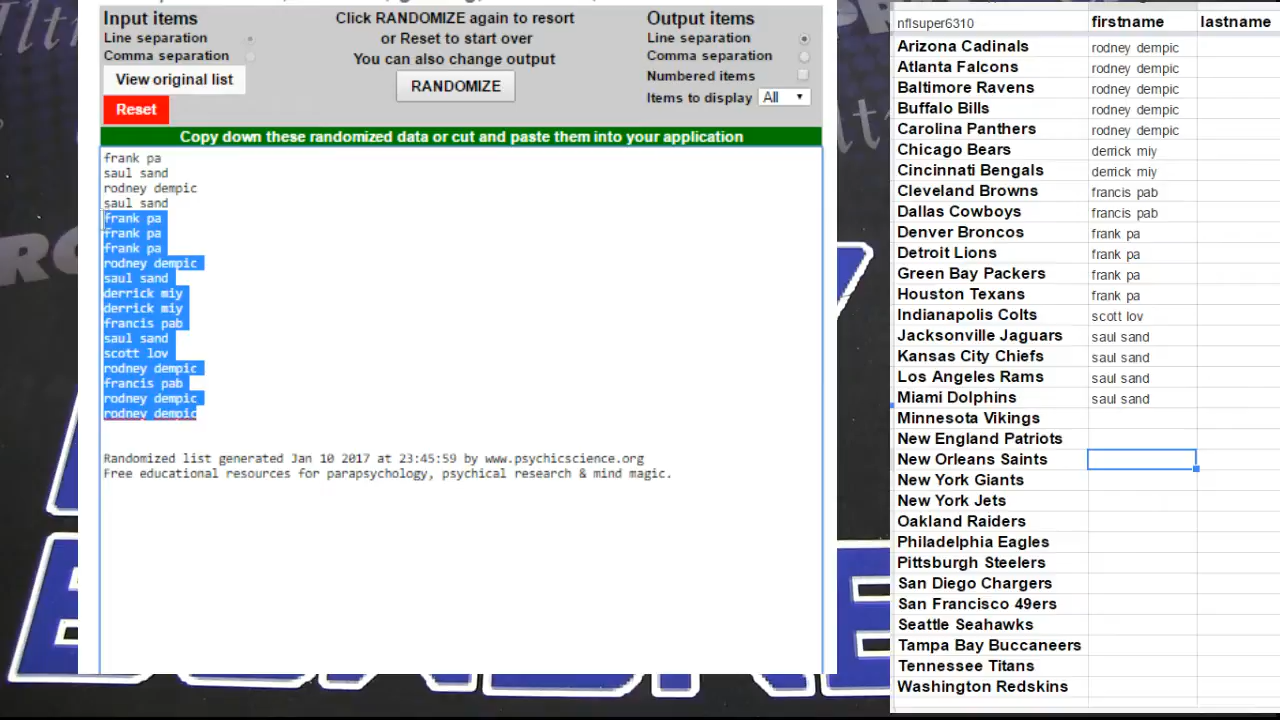 Input items
Line separation
Comma separation
View original list
Reset
Click RANDOMIZE again to resort
or Reset to start over
You can also change output
RANDOMIZE
Output items
Line separation
Comma separation
Numbered items
Items to display All
Copy down these randomized data or cut and paste them into your application
frank pa
saul sand
rodney dempic
saul sand
frank pa
frank pa
frank pa
rodney dempic
saul sand
derrick miy
derrick miy
francis pab
saul sand
scott lov
rodney dempic
francis pab
rodney dempic
rodney dempic
Randomized list generated Jan 10 2017 at 23:45:59 by www.psychicscience.org
Free educational resources for parapsychology, psychical research & mind magic.
nflsuper6310 firstname lastname
Arizona Cadinals rodney dempic
Atlanta Falcons rodney dempic
Baltimore Ravens rodney dempic
Buffalo Bills rodney dempic
Carolina Panthers rodney dempic
Chicago Bears derrick miy
Cincinnati Bengals derrick miy
Cleveland Browns francis pab
Dallas Cowboys francis pab
Denver Broncos frank pa
Detroit Lions frank pa
Green Bay Packers frank pa
Houston Texans frank pa
Indianapolis Colts scott lov
Jacksonville Jaguars saul sand
Kansas City Chiefs saul sand
Los Angeles Rams saul sand
Miami Dolphins saul sand
Minnesota Vikings
New England Patriots
New Orleans Saints
New York Giants
New York Jets
Oakland Raiders
Philadelphia Eagles
Pittsburgh Steelers
San Diego Chargers
San Francisco 49ers
Seattle Seahawks
Tampa Bay Buccaneers
Tennessee Titans
Washington Redskins